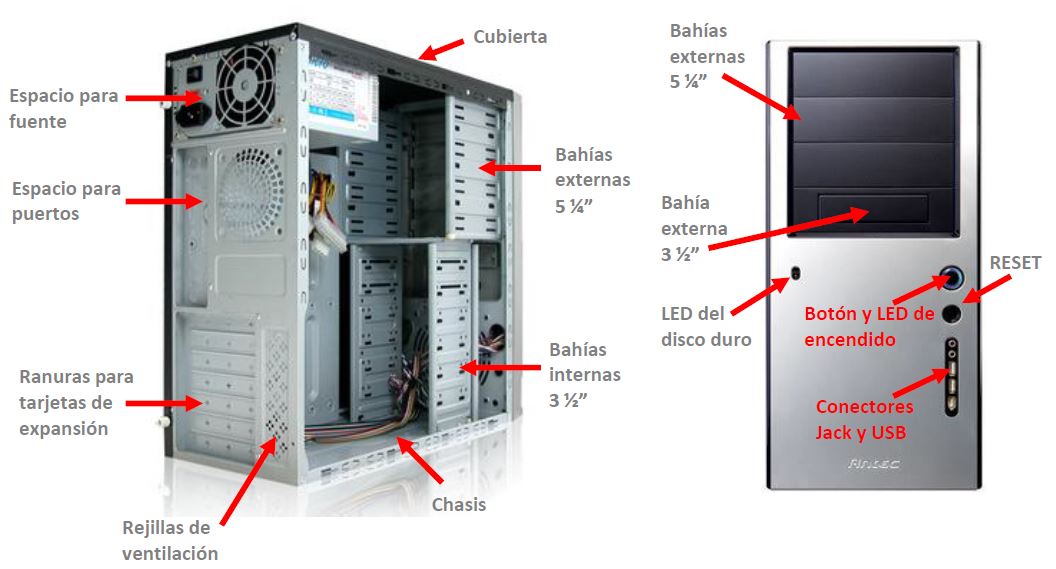 Cubierta
Espacio para
fuente
Bahías
externas
5 ¼”
Espacio para
puertos
Bahías
internas
3 ½”
Ranuras para
tarjetas de
expansión
Chasis
Rejillas de
ventilación
Bahías
externas
5 ¼”
Bahía
externa
3 ½”
RESET
LED del
disco duro
Botón y LED de
encendido
Conectores
Jack y USB
Antec